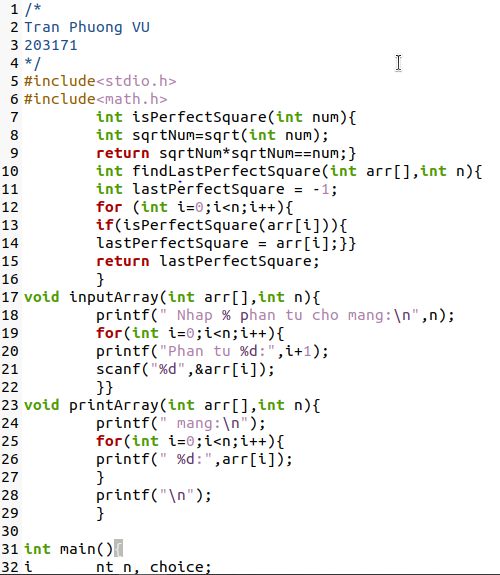 1 /*
2 Tran Phuong VU
3 203171
4 */
5 #include<stdio.h>
6 #include<math.h>
7 int isPerfectSquare(int num){
8 int sqrtNum=sqrt(int num);
9 return sqrtNum*sqrtNum==num;}
10 int findLastPerfectSquare(int arr[],int n){
11 int lastPerfectSquare = -1;
12 for (int i=0;i<n;i++){
13 if(isPerfectSquare(arr[i])){
14 lastPerfectSquare = arr[i];}}
15 return lastPerfectSquare;
16 }
17 void inputArray(int arr[],int n){
18 printf(" Nhap % phan tu cho mang:\n",n);
19 for(int i=0;i<n;i++){
20 printf("Phan tu %d:",i+1);
21 scanf("%d",&arr[i]);
22 }}
23 void printArray(int arr[],int n){
24 printf(" mang:\n");
25 for(int i=0;i<n;i++){
26 printf(" %d:",arr[i]);
27 }
28 printf("\n");
29 }
30
31 int main(){
32 i nt n, choice;